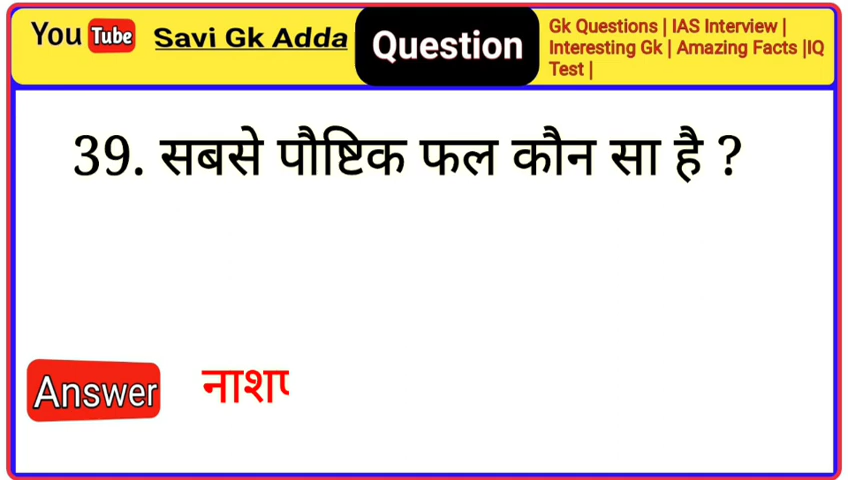 You Tube Savi Gk Adda
Question
Gk Questions | IAS Interview |
Interesting Gk | Amazing Facts |IQ
Test |
39. सबसे पौष्टिक फल कौन सा है ?
Answer